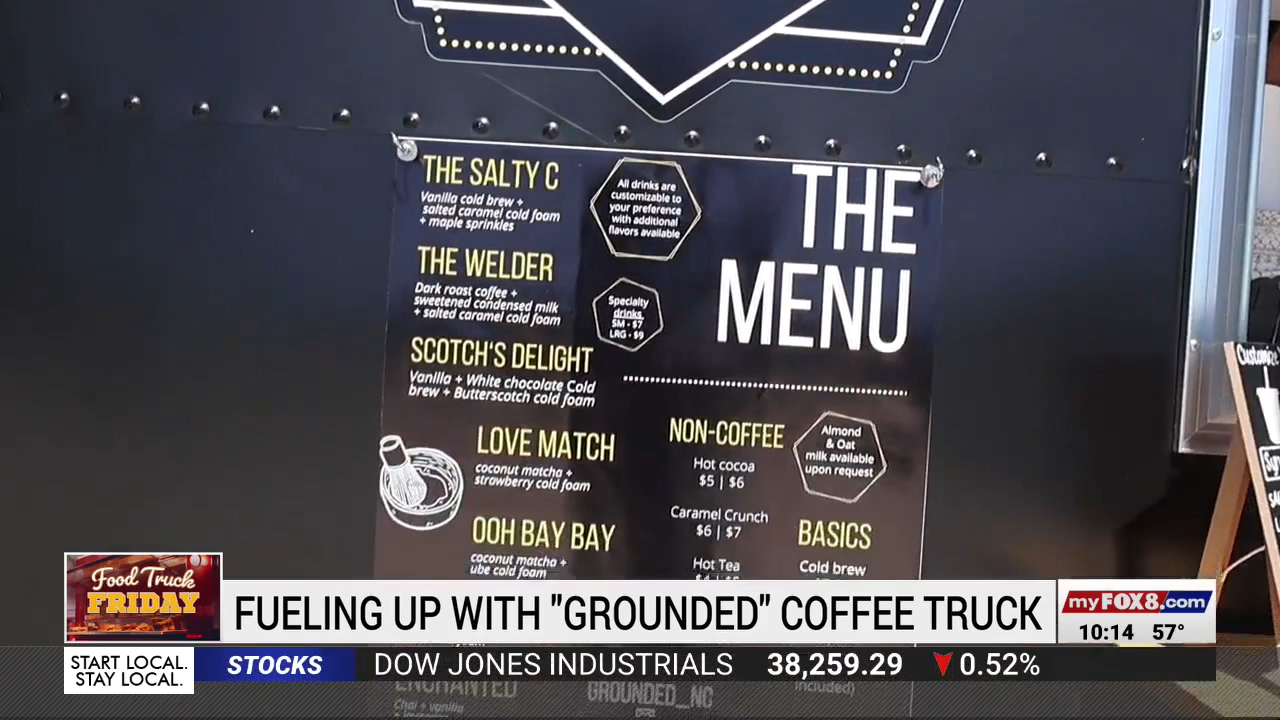 THE SALTY C
Vanilla cold brew +
salted caramel cold foam
+ maple sprinkles
THE WELDER
Dark roast coffee +
sweetened condensed milk
+ salted caramel cold foam
SCOTCH'S DELIGHT
Vanilla + White chocolate Cold
brew + Butterscotch cold foam
LOVE MATCH
coconut matcha +
strawberry cold foam
OOH BAY BAY
coconut matcha +
ube cold foam
ENCHANTED
Chai + vanilla
All drinks are
customizable to
your preference
with additional
flavors available
Specialty
drinks
SM - $7
LRG - $9
THE
MENU
NON-COFFEE
Hot cocoa
$5 | $6
Caramel Crunch
$6 | $7
Hot Tea
Almond
& Oat
milk available
upon request
BASICS
Cold brew
included)
GROUNDED_NC
Food Truck
FRIDAY
FUELING UP WITH "GROUNDED" COFFEE TRUCK
myFOX8.com
10:14 57°
START LOCAL.
STAY LOCAL.
STOCKS
DOW JONES INDUSTRIALS 38,259.29 ▼ 0.52%